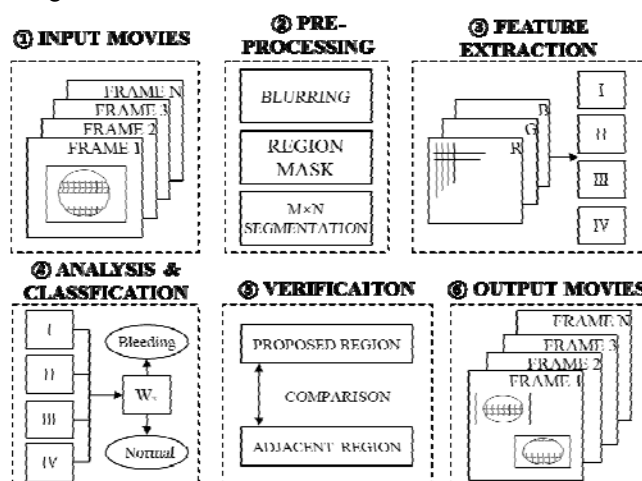 ① INPUT MOVIES
FRAME N
FRAME 3
FRAME 2
FRAME 1
② PRE-
PROCESSING
BLURRING
REGION
MASK
M×N
SEGMENTATION
③ FEATURE
EXTRACTION
B
G
R
I
II
III
IV
④ ANALYSIS &
CLASSFICATION
I
II
III
IV
Bleeding
Normal
⑤ VERIFICAITON
PROPOSED REGION
COMPARISON
ADJACENT REGION
⑥ OUTPUT MOVIES
FRAME N
FRAME 3
FRAME 2
FRAME 1